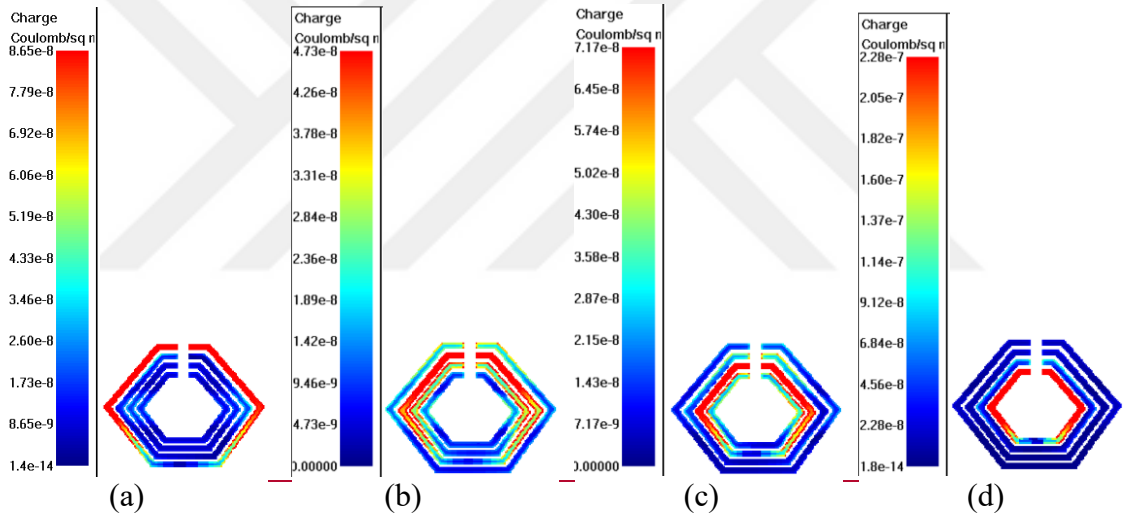 Charge
Coulomb/sq n
8.65e-8
7.79e-8
6.92e-8
6.06e-8
5.19e-8
4.33e-8
3.46e-8
2.60e-8
1.73e-8
8.65e-9
1.4e-14
(a)
Charge
Coulomb/sq n
4.73e-8
4.26e-8
3.78e-8
3.31e-8
2.84e-8
2.36e-8
1.89e-8
1.42e-8
9.46e-9
4.73e-9
0.00000
(b)
Charge
Coulomb/sq n
7.17e-8
6.45e-8
5.74e-8
5.02e-8
4.30e-8
3.58e-8
2.87e-8
2.15e-8
1.43e-8
7.17e-9
0.00000
(c)
Charge
Coulomb/sq n
2.28e-7
2.05e-7
1.82e-7
1.60e-7
1.37e-7
1.14e-7
9.12e-8
6.84e-8
4.56e-8
2.28e-8
1.8e-14
(d)